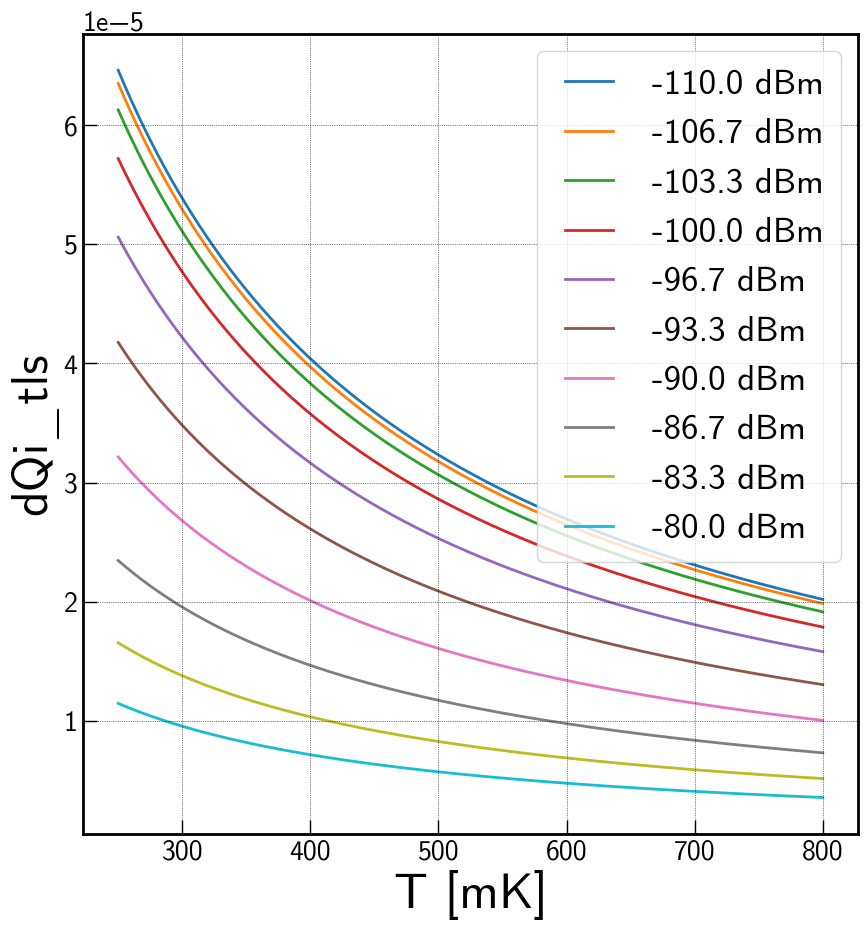 1e−5
6
5
4
3
2
1
dQi_tls
-110.0 dBm
-106.7 dBm
-103.3 dBm
-100.0 dBm
-96.7 dBm
-93.3 dBm
-90.0 dBm
-86.7 dBm
-83.3 dBm
-80.0 dBm
300 400 500 600 700 800
T [mK]